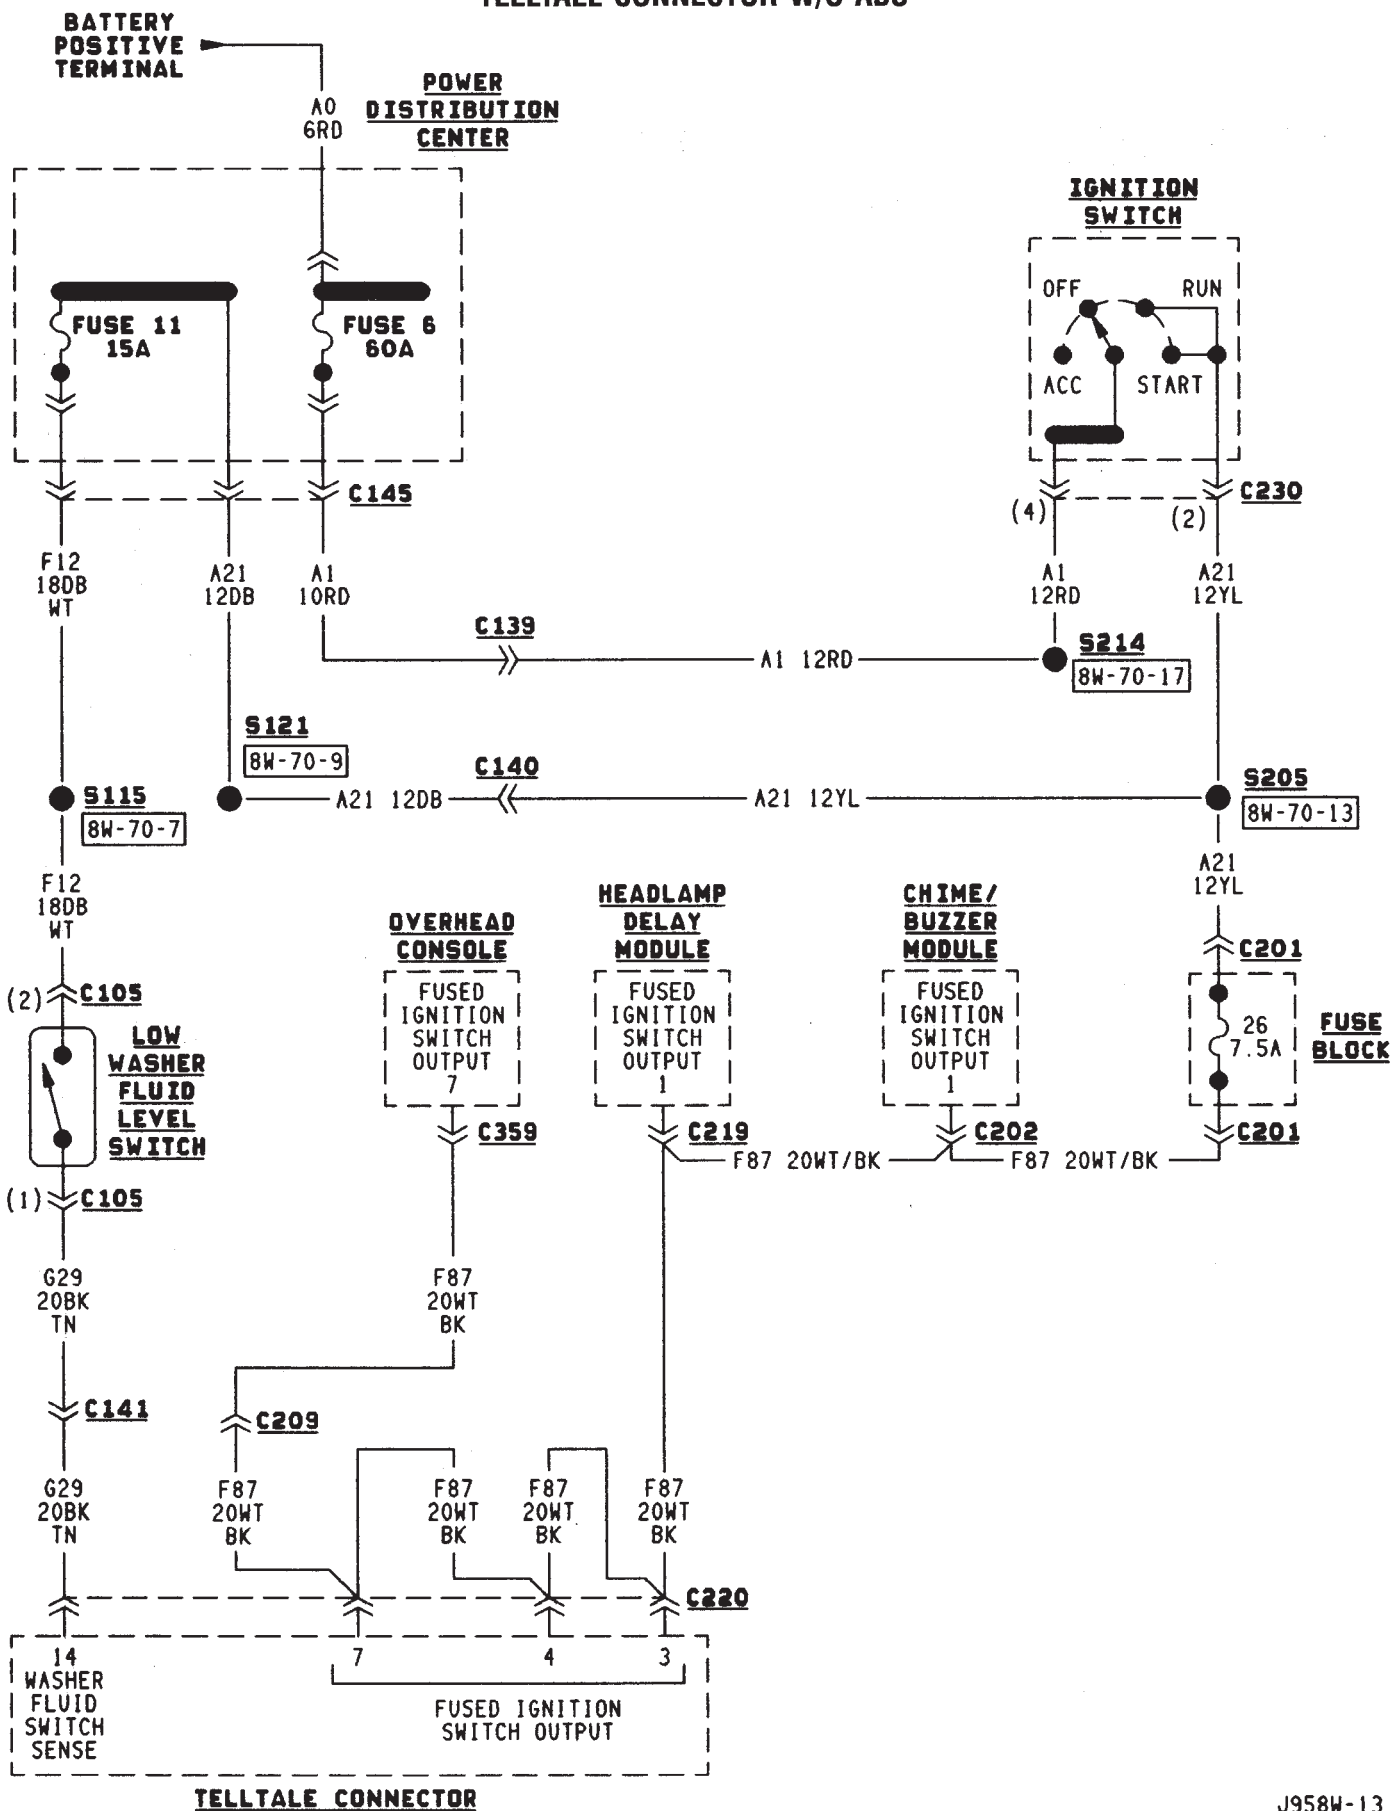 TELLTALE CONNECTOR W/O ABS
BATTERY
POSITIVE
TERMINAL
A0
6RD
POWER
DISTRIBUTION
CENTER
FUSE 11
15A
FUSE 6
60A
C145
IGNITION
SWITCH
OFF
RUN
ACC
START
(4)
(2)
C230
F12
18DB
WT
A21
12DB
A1
10RD
A1
12RD
A21
12YL
C139
A1 12RD
S214
8W-70-17
S121
8W-70-9
S115
8W-70-7
A21 12DB
C140
A21 12YL
S205
8W-70-13
F12
18DB
WT
A21
12YL
(2)
C105
LOW
WASHER
FLUID
LEVEL
SWITCH
(1)
C105
OVERHEAD
CONSOLE
FUSED
IGNITION
SWITCH
OUTPUT
7
C359
HEADLAMP
DELAY
MODULE
FUSED
IGNITION
SWITCH
OUTPUT
1
C219
CHIME/
BUZZER
MODULE
FUSED
IGNITION
SWITCH
OUTPUT
1
C202
C201
26
7.5A
FUSE
BLOCK
C201
F87 20WT/BK
F87 20WT/BK
G29
20BK
TN
F87
20WT
BK
C141
C209
G29
20BK
TN
F87
20WT
BK
F87
20WT
BK
F87
20WT
BK
F87
20WT
BK
C220
14
WASHER
FLUID
SWITCH
SENSE
7
4
3
FUSED IGNITION
SWITCH OUTPUT
TELLTALE CONNECTOR
J958W-13